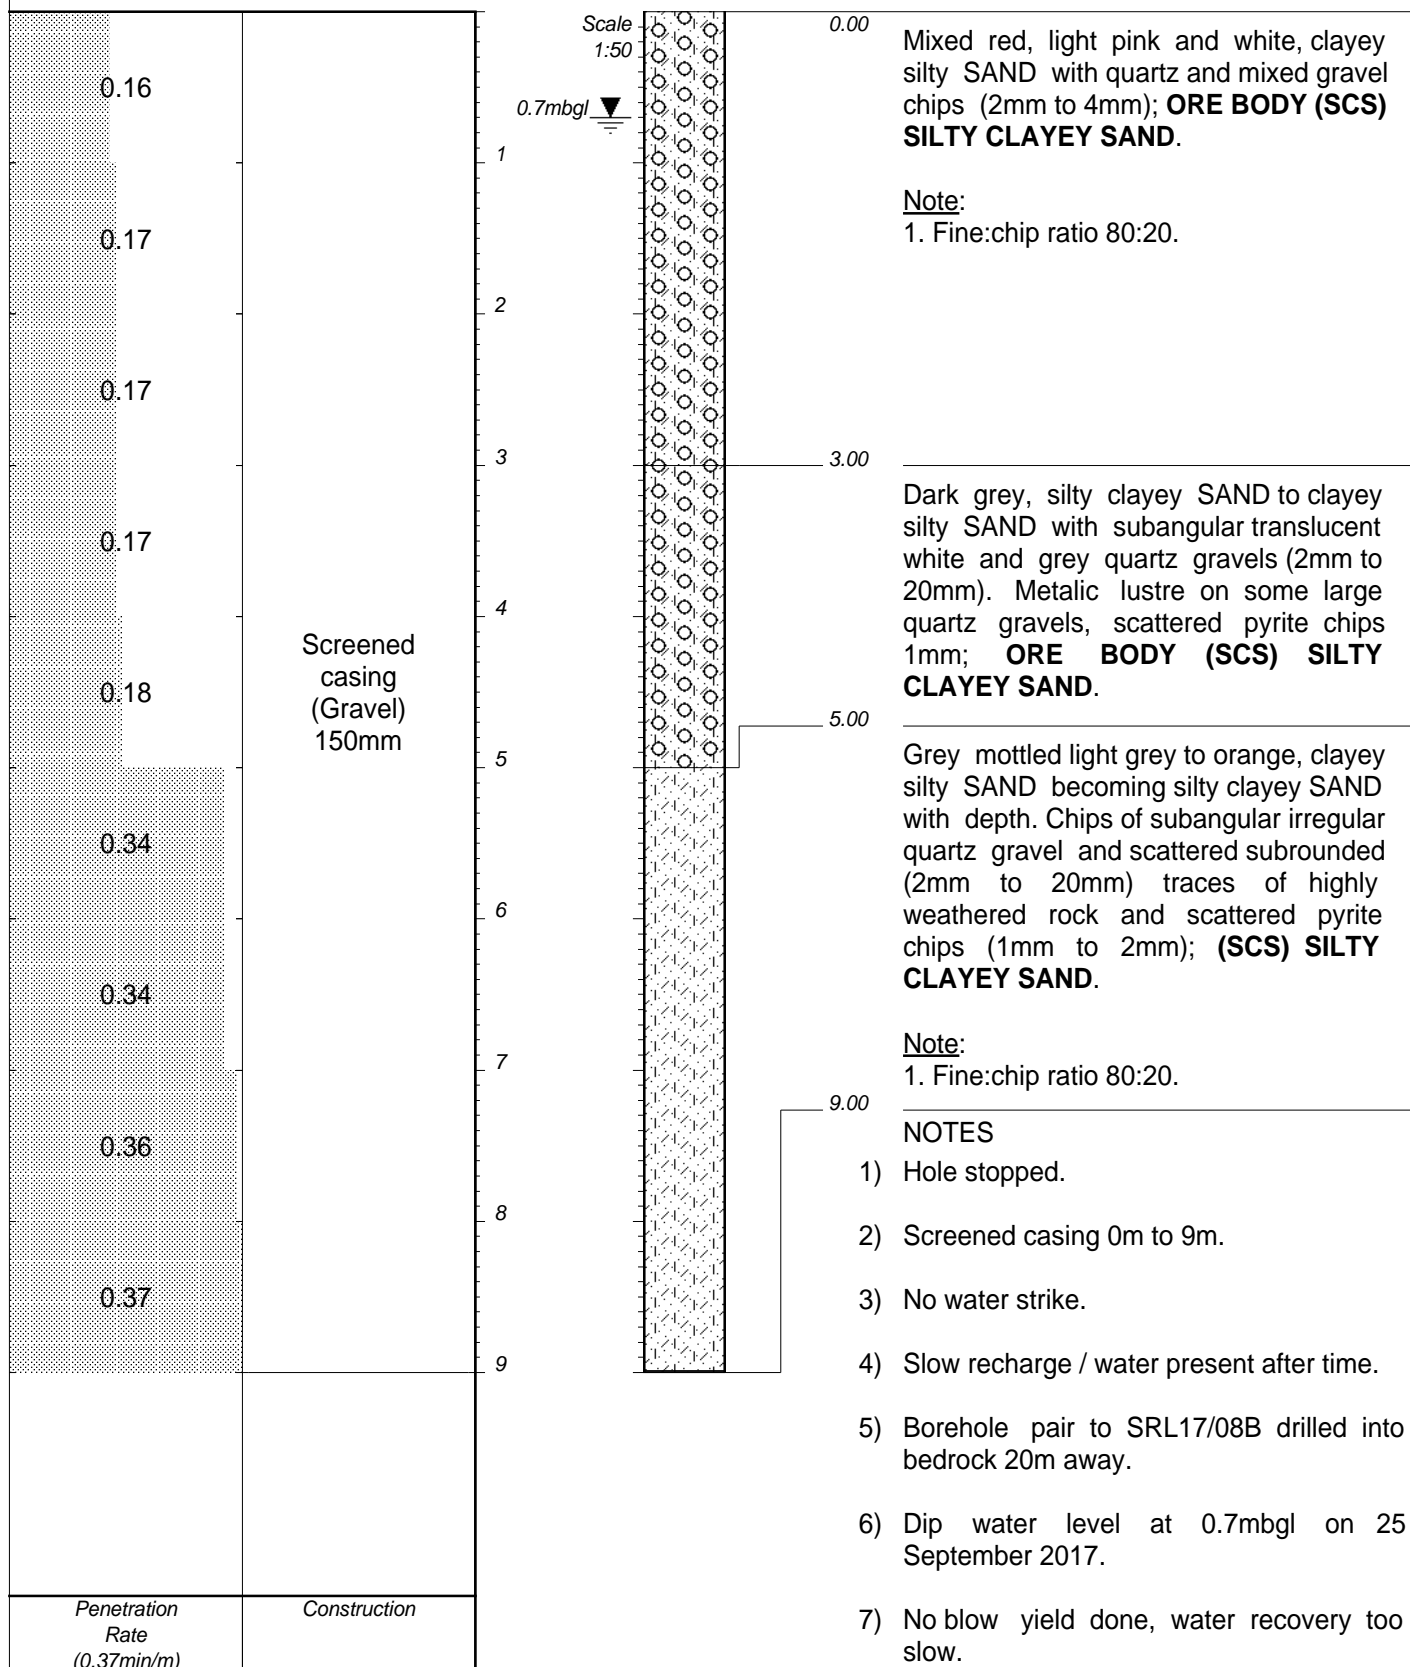 Scale
1:50
0.7mbgl
0.16
0.17
0.17
0.17
0.18
0.34
0.34
0.36
0.37
Screened
casing
(Gravel)
150mm
1
2
3
4
5
6
7
8
9
0.00
Mixed red, light pink and white, clayey
silty SAND with quartz and mixed gravel
chips (2mm to 4mm); ORE BODY (SCS)
SILTY CLAYEY SAND.
Note:
1. Fine:chip ratio 80:20.
3.00
Dark grey, silty clayey SAND to clayey
silty SAND with subangular translucent
white and grey quartz gravels (2mm to
20mm). Metalic lustre on some large
quartz gravels, scattered pyrite chips
1mm; ORE BODY (SCS) SILTY
CLAYEY SAND.
5.00
Grey mottled light grey to orange, clayey
silty SAND becoming silty clayey SAND
with depth. Chips of subangular irregular
quartz gravel and scattered subrounded
(2mm to 20mm) traces of highly
weathered rock and scattered pyrite
chips (1mm to 2mm); (SCS) SILTY
CLAYEY SAND.
Note:
1. Fine:chip ratio 80:20.
9.00
NOTES
1) Hole stopped.
2) Screened casing 0m to 9m.
3) No water strike.
4) Slow recharge / water present after time.
5) Borehole pair to SRL17/08B drilled into
bedrock 20m away.
6) Dip water level at 0.7mbgl on 25
September 2017.
7) No blow yield done, water recovery too
slow.
Penetration
Rate
(0.37min/m)
Construction